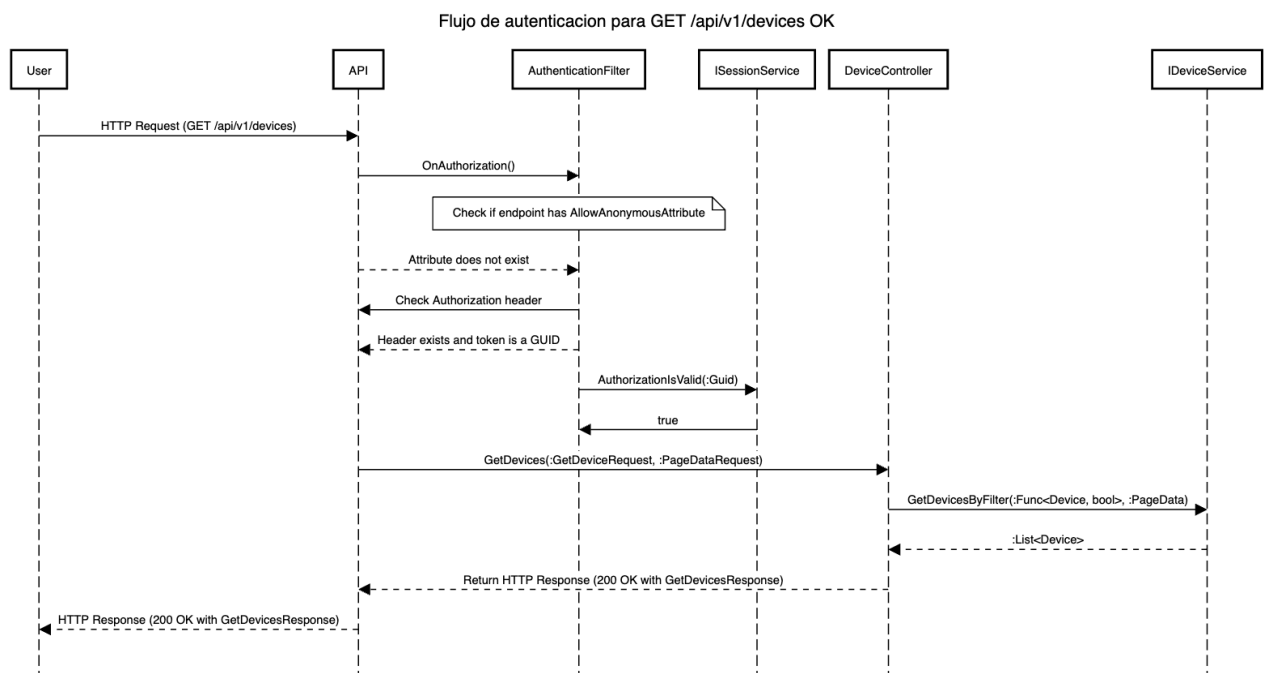 Flujo de autenticacion para GET /api/v1/devices OK
User
API
AuthenticationFilter
ISessionService
DeviceController
IDeviceService
HTTP Request (GET /api/v1/devices)
OnAuthorization()
Check if endpoint has AllowAnonymousAttribute
Attribute does not exist
Check Authorization header
Header exists and token is a GUID
AuthorizationIsValid(:Guid)
true
GetDevices(:GetDeviceRequest, :PageDataRequest)
GetDevicesByFilter(:Func<Device, bool>, :PageData)
:List<Device>
Return HTTP Response (200 OK with GetDevicesResponse)
HTTP Response (200 OK with GetDevicesResponse)